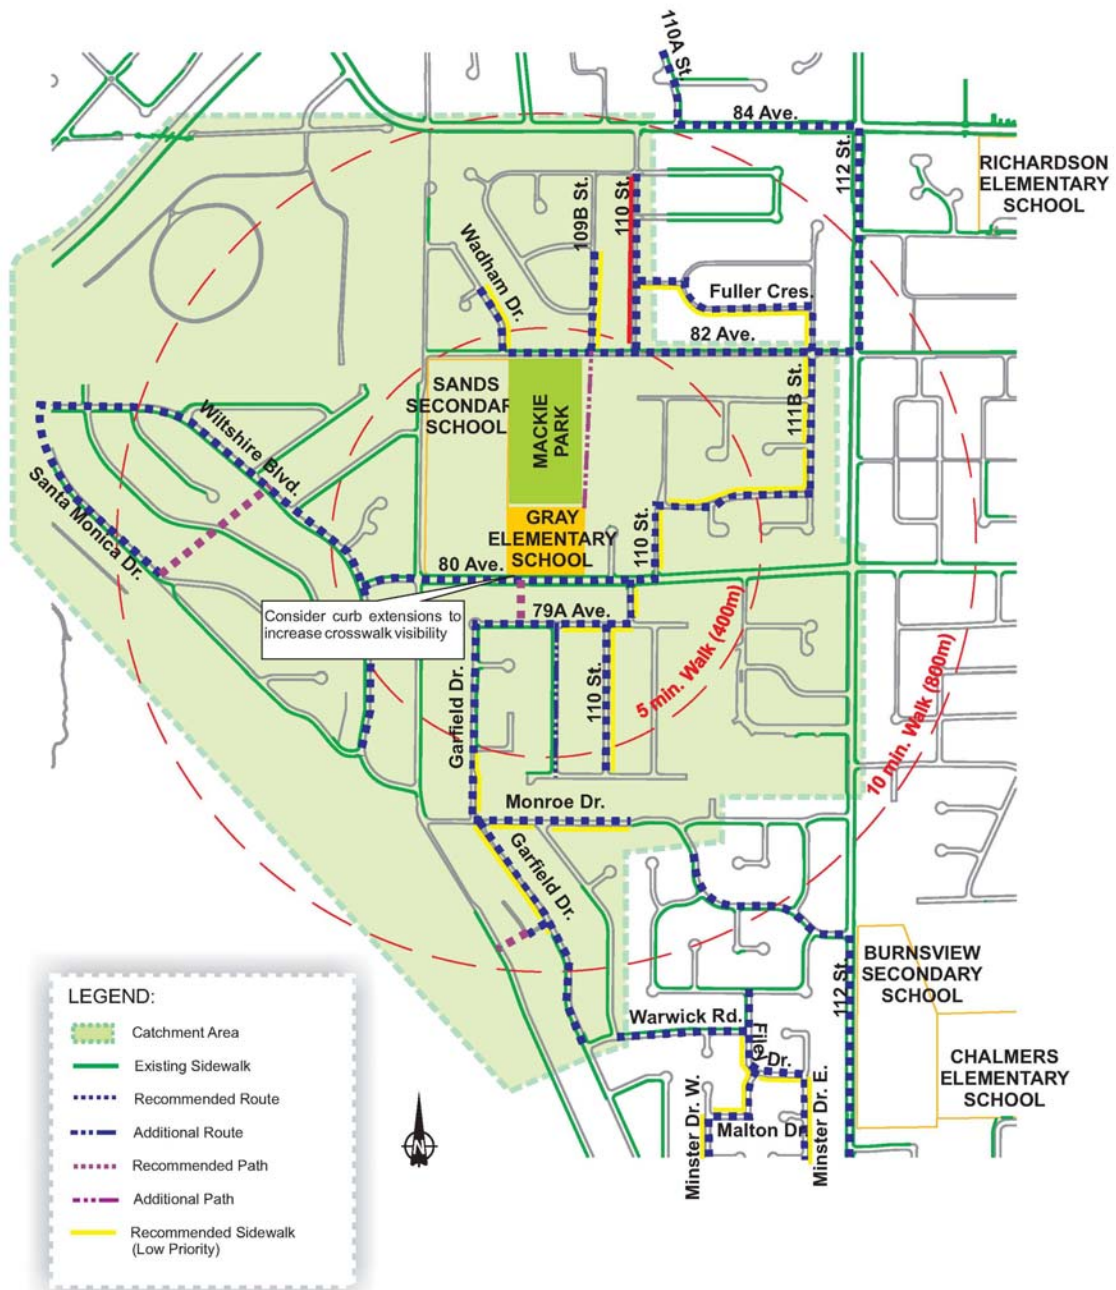 110A St.
84 Ave.
112 St.
RICHARDSON
ELEMENTARY
SCHOOL
109B St.
110 St.
Wadham Dr.
Fuller Cres.
82 Ave.
SANDS
SECONDAR
SCHOOL
MACKIE
PARK
111B St.
Wiltshire Blvd.
Santa Monica Dr.
GRAY
ELEMENTARY
SCHOOL
110 St.
80 Ave.
Consider curb extensions to
increase crosswalk visibility
79A Ave.
5 min. Walk (400m)
10 min. Walk (800m)
Garfield Dr.
110 St.
Monroe Dr.
Garfield Dr.
BURNSVIEW
SECONDARY
SCHOOL
112 St.
Warwick Rd.
Dr.
CHALMERS
ELEMENTARY
SCHOOL
Minster Dr. W.
Malton Dr
Minster Dr. E.
N
LEGEND:
Catchment Area
Existing Sidewalk
Recommended Route
Additional Route
Recommended Path
Additional Path
Recommended Sidewalk
(Low Priority)